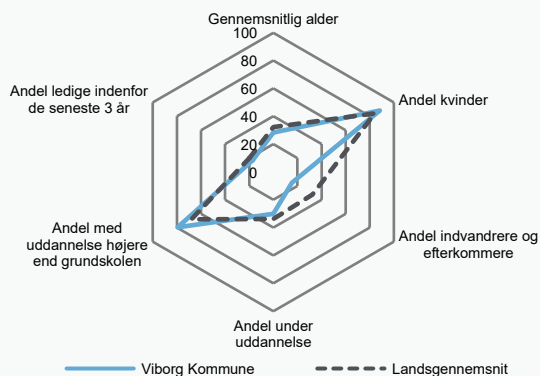 Gennemsnitlig alder
100
80
60
40
20
0
Andel kvinder
Andel indvandrere og
efterkommere
Andel under
uddannelse
Andel med
uddannelse højere
end grundskolen
Andel ledige indenfor
de seneste 3 år
Viborg Kommune
Landsgennemsnit